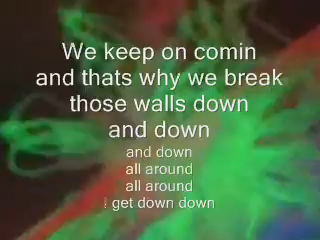 We keep on comin
and thats why we break
those walls down
and down
and down
all around
all around
i get down down